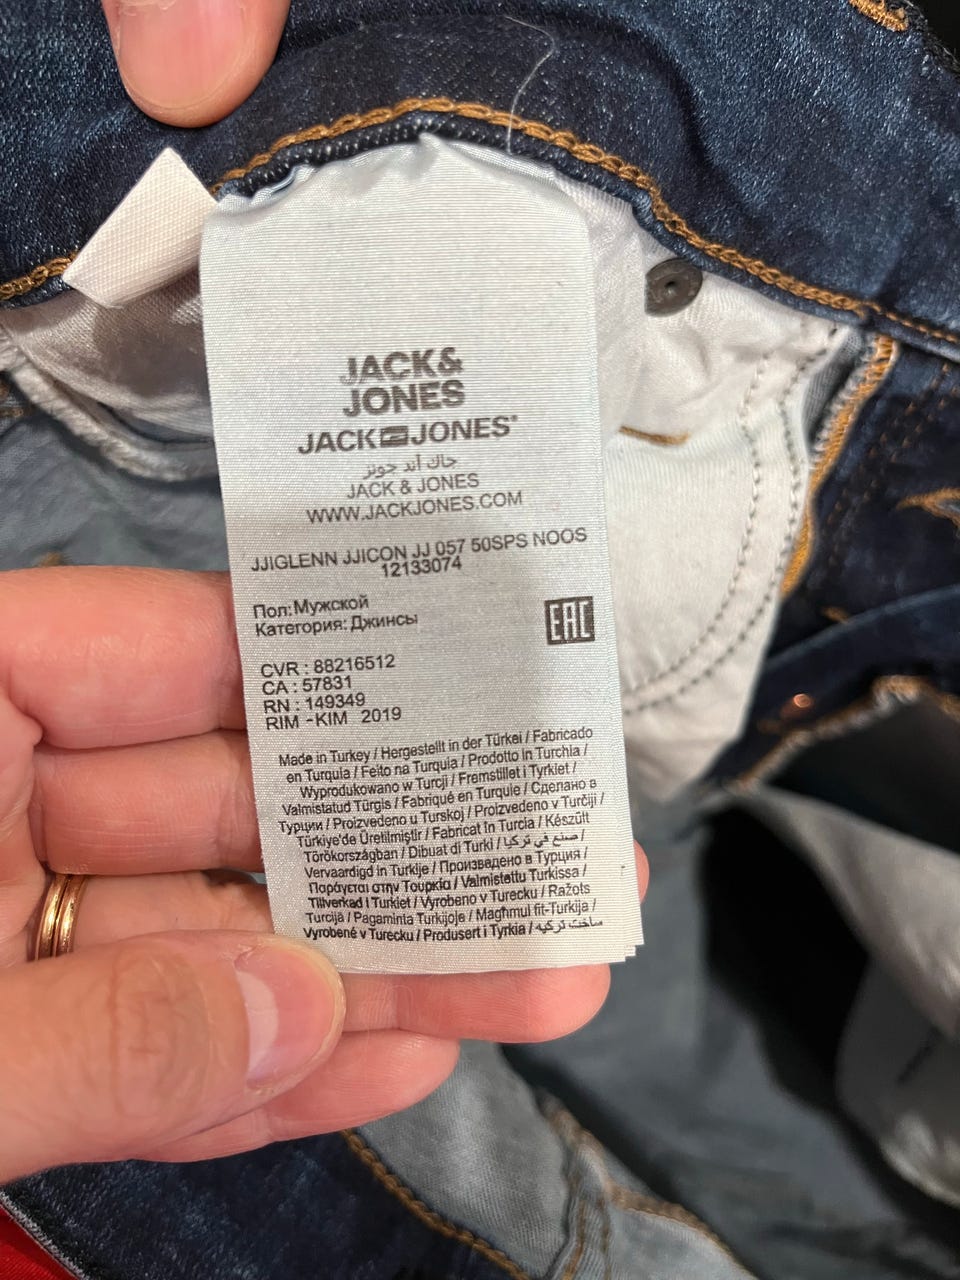 JACK&
JONES
JACK JONES®
جاك آند جونز
JACK & JONES
WWW.JACKJONES.COM
JJIGLENN JJICON JJ 057 50SPS NOOS
12133074
Пол:Мужской
Категория:Джинсы
EAC
CVR : 88216512
CA : 57831
RN : 149349
RIM -KIM 2019
Made in Turkey / Hergestellt in der Türkei / Fabricado
en Turquía / Feito na Turquia / Prodotto in Turchia /
Wyprodukowano w Turcji / Fremstillet i Tyrkiet /
Valmistatud Türgis / Fabriqué en Turquie / Сделано в
Турции / Proizvedeno u Turskoj / Proizvedeno v Turčiji /
Türkiye'de Üretilmiştir / Fabricat în Turcia / Készült
Törökországban / Dibuat di Turki / صنع في تركيا /
Vervaardigd in Turkije / Произведено в Турция /
Παράγεται στην Τουρκία / Valmistettu Turkissa /
Tillverkad i Turkiet / Vyrobeno v Turecku / Ražots
Turcijā / Pagaminta Turkijoje / Magħmul fit-Turkija /
Vyrobené v Turecku / Produsert i Tyrkia / ساخت ترکیه